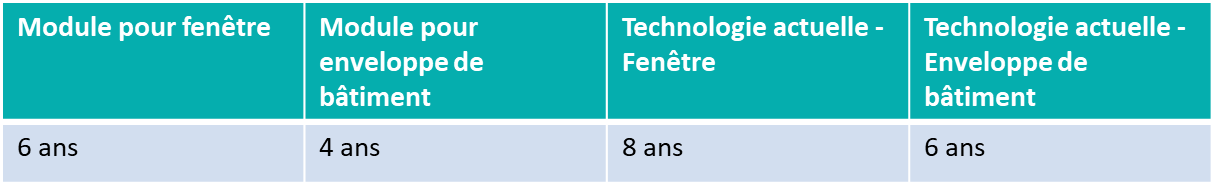 Module pour fenêtre
Module pour
enveloppe de
bâtiment
Technologie actuelle -
Fenêtre
Technologie actuelle -
Enveloppe de
bâtiment
6 ans
4 ans
8 ans
6 ans